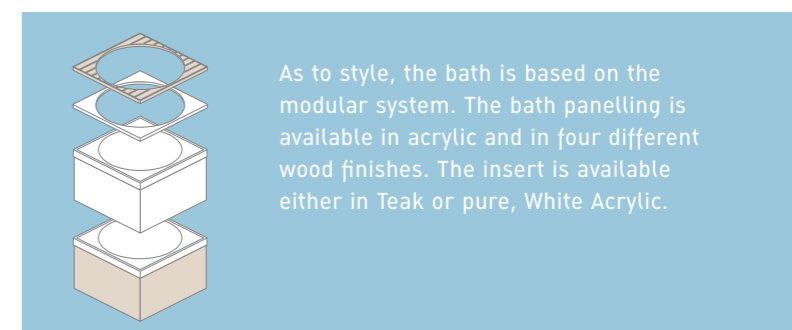 As to style, the bath is based on the
modular system. The bath panelling is
available in acrylic and in four different
wood finishes. The insert is available
either in Teak or pure, White Acrylic.